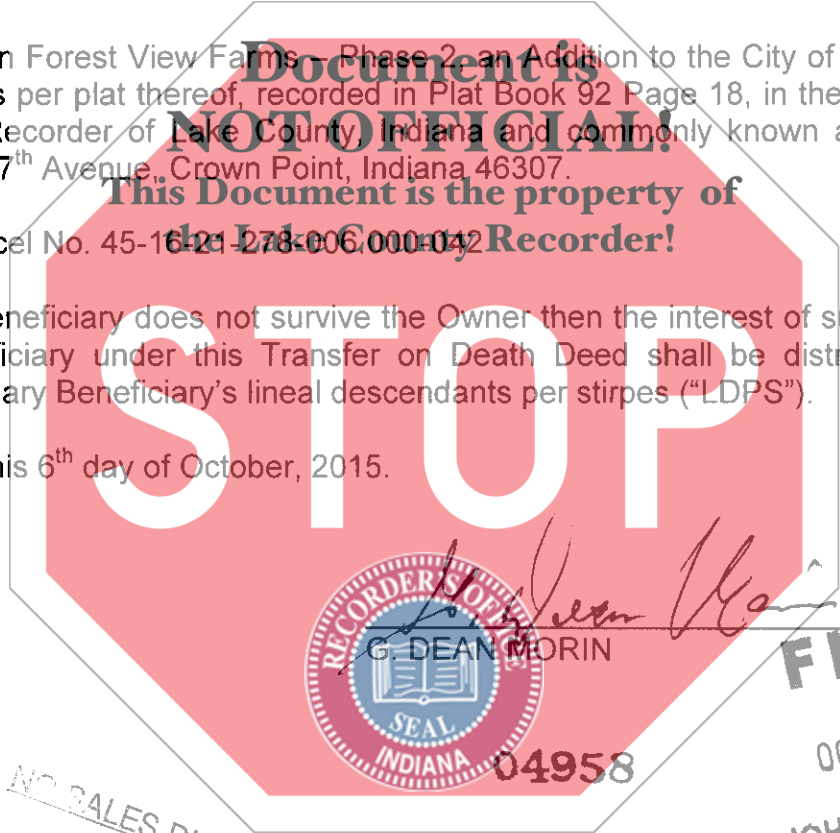 n Forest View Farms – Phase 2, an Addition to the City of
s per plat thereof, recorded in Plat Book 92 Page 18, in the
Recorder of Lake County, Indiana and commonly known a
7th Avenue, Crown Point, Indiana 46307.
Document is
NOT OFFICIAL!
This Document is the property of
the Lake County Recorder!
cel No. 45-16-21-278-006.000-042
eneficiary does not survive the Owner then the interest of s
iciary under this Transfer on Death Deed shall be distr
ary Beneficiary's lineal descendants per stirpes ("LDPS").
STOP
is 6th day of October, 2015.
G. DEAN MORIN
RECORDER'S OFFICE
SEAL
INDIANA
04958
NO SALES